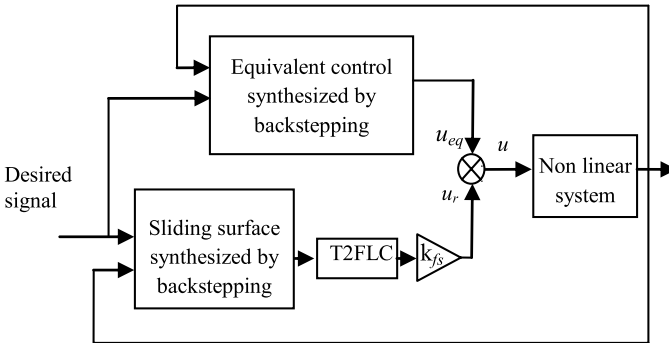 Equivalent control
synthesized by
backstepping
Desired
signal
u_eq
u
u_r
Non linear
system
Sliding surface
synthesized by
backstepping
T2FLC
k_fs